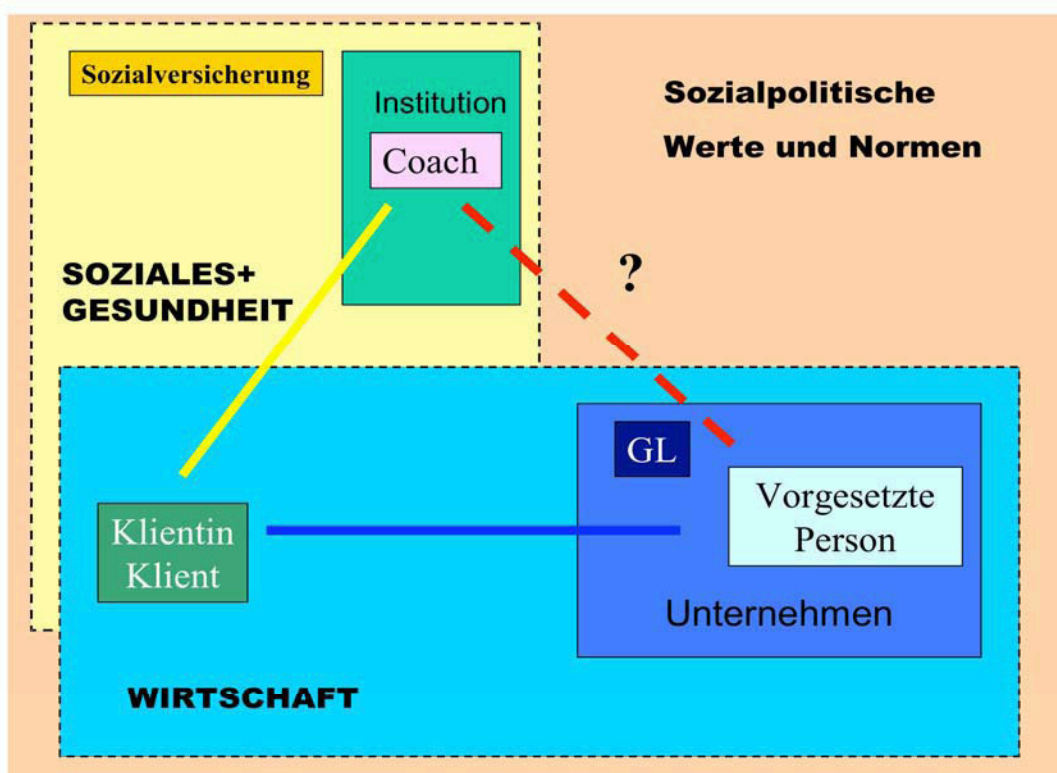 Sozialversicherung
Institution
Coach
Sozialpolitische
Werte und Normen
?
SOZIALES+
GESUNDHEIT
GL
Vorgesetzte
Person
Klientin
Klient
Unternehmen
WIRTSCHAFT